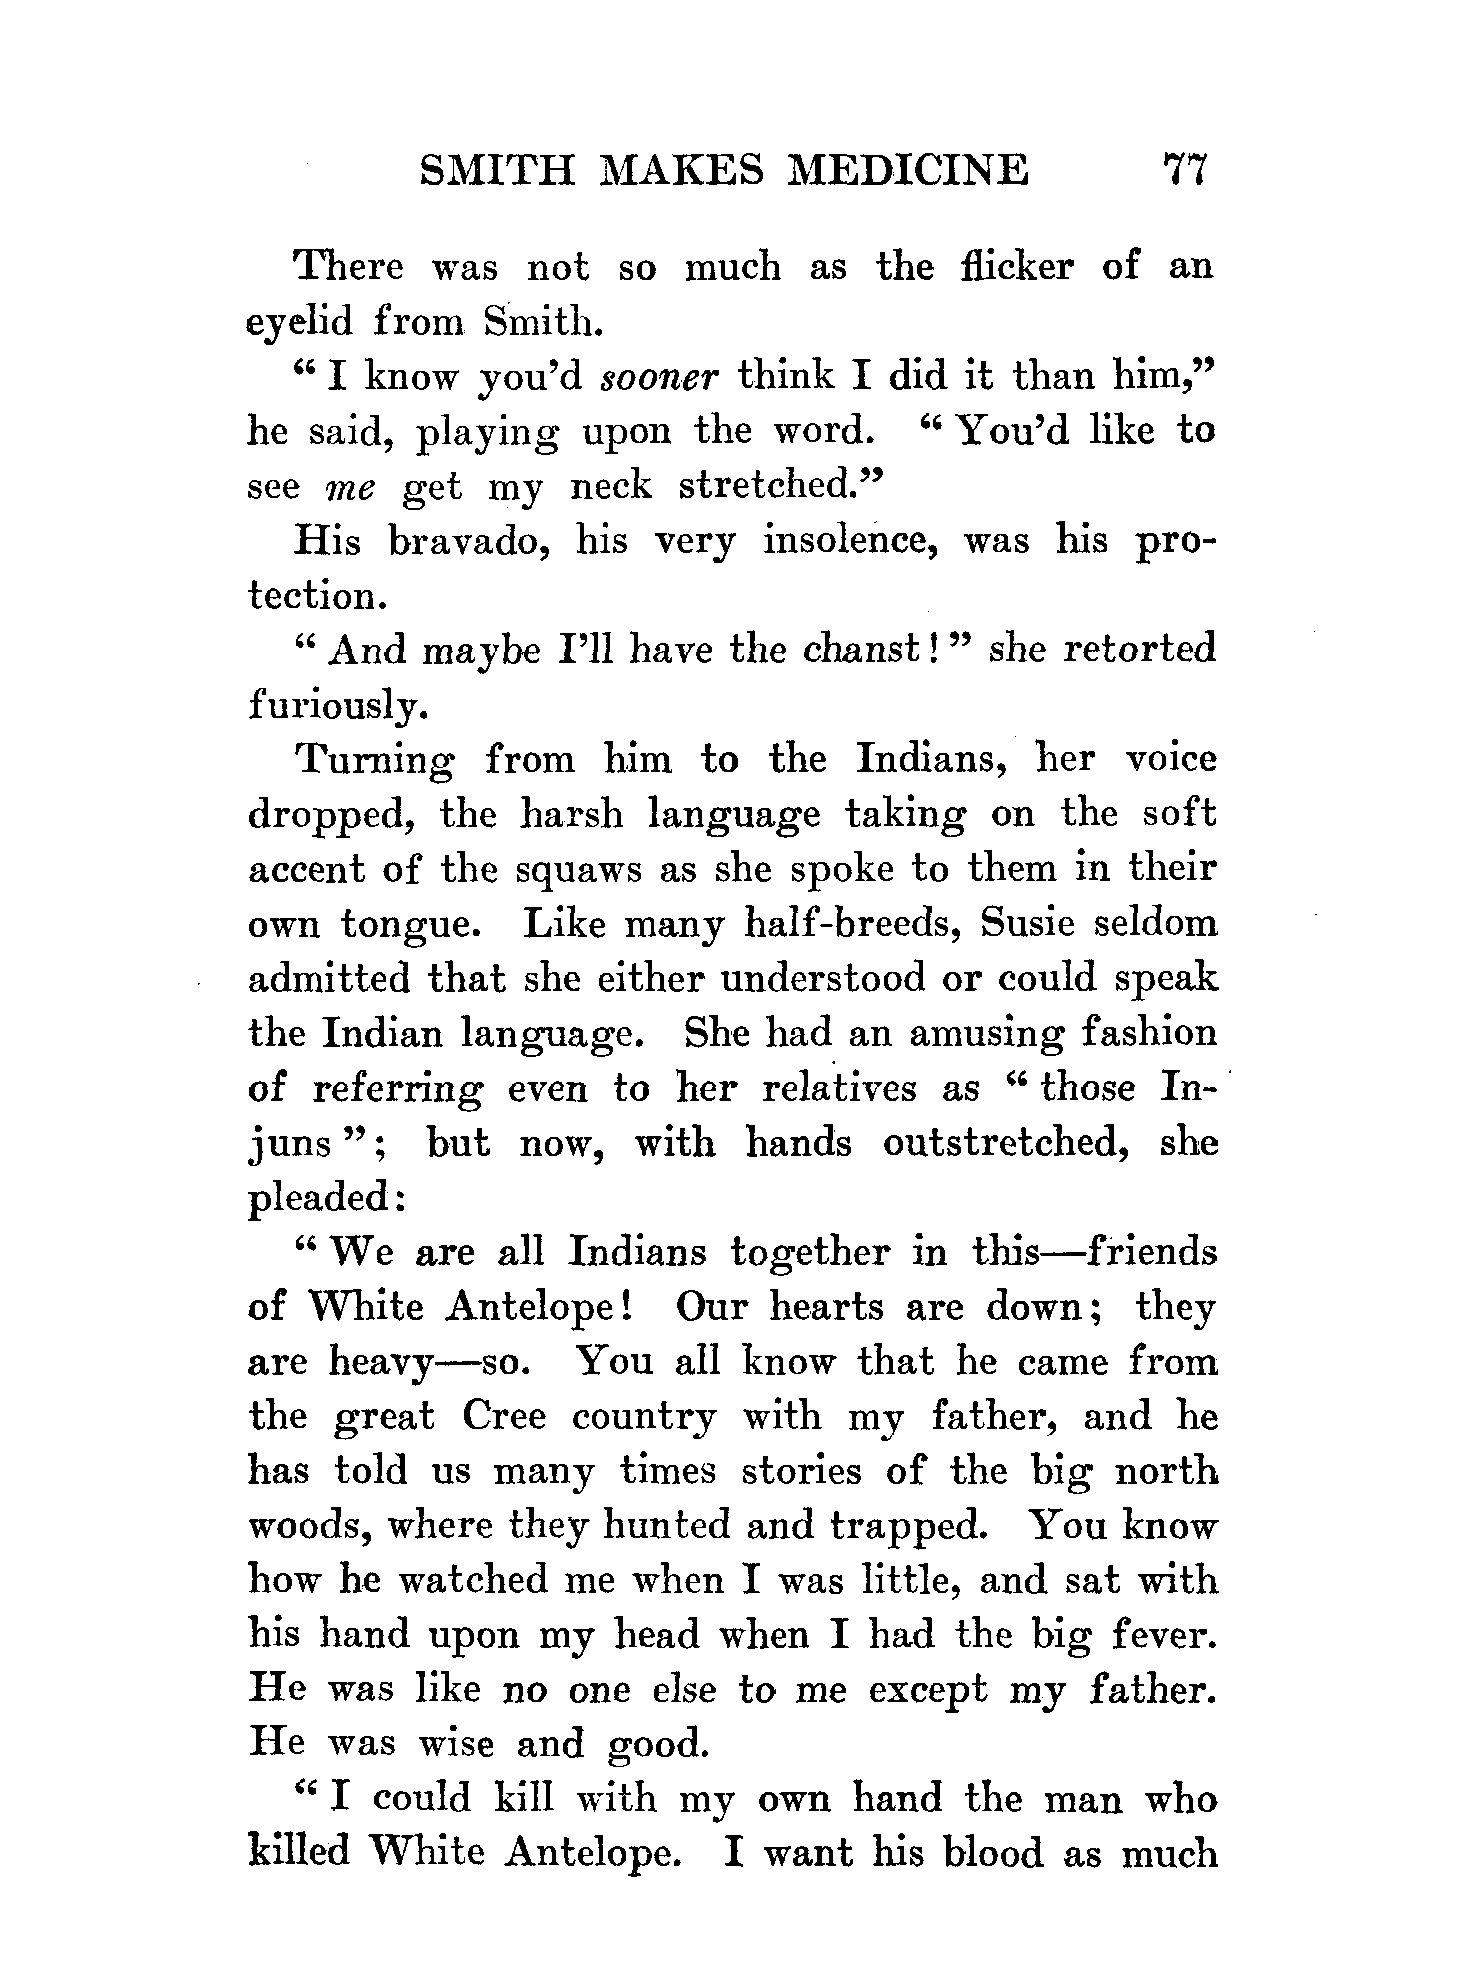 SMITH MAKES MEDICINE 77
There was not so much as the flicker of an
eyelid from Smith.
“ I know you’d sooner think I did it than him,”
he said, playing upon the word. “ You’d like to
see me get my neck stretched.”
His bravado, his very insolence, was his pro-
tection.
“ And maybe I’ll have the chanst! ” she retorted
furiously.
Turning from him to the Indians, her voice
dropped, the harsh language taking on the soft
accent of the squaws as she spoke to them in their
own tongue. Like many half-breeds, Susie seldom
admitted that she either understood or could speak
the Indian language. She had an amusing fashion
of referring even to her relatives as “ those In-
juns ”; but now, with hands outstretched, she
pleaded:
“ We are all Indians together in this—friends
of White Antelope! Our hearts are down; they
are heavy—so. You all know that he came from
the great Cree country with my father, and he
has told us many times stories of the big north
woods, where they hunted and trapped. You know
how he watched me when I was little, and sat with
his hand upon my head when I had the big fever.
He was like no one else to me except my father.
He was wise and good.
“ I could kill with my own hand the man who
killed White Antelope. I want his blood as much